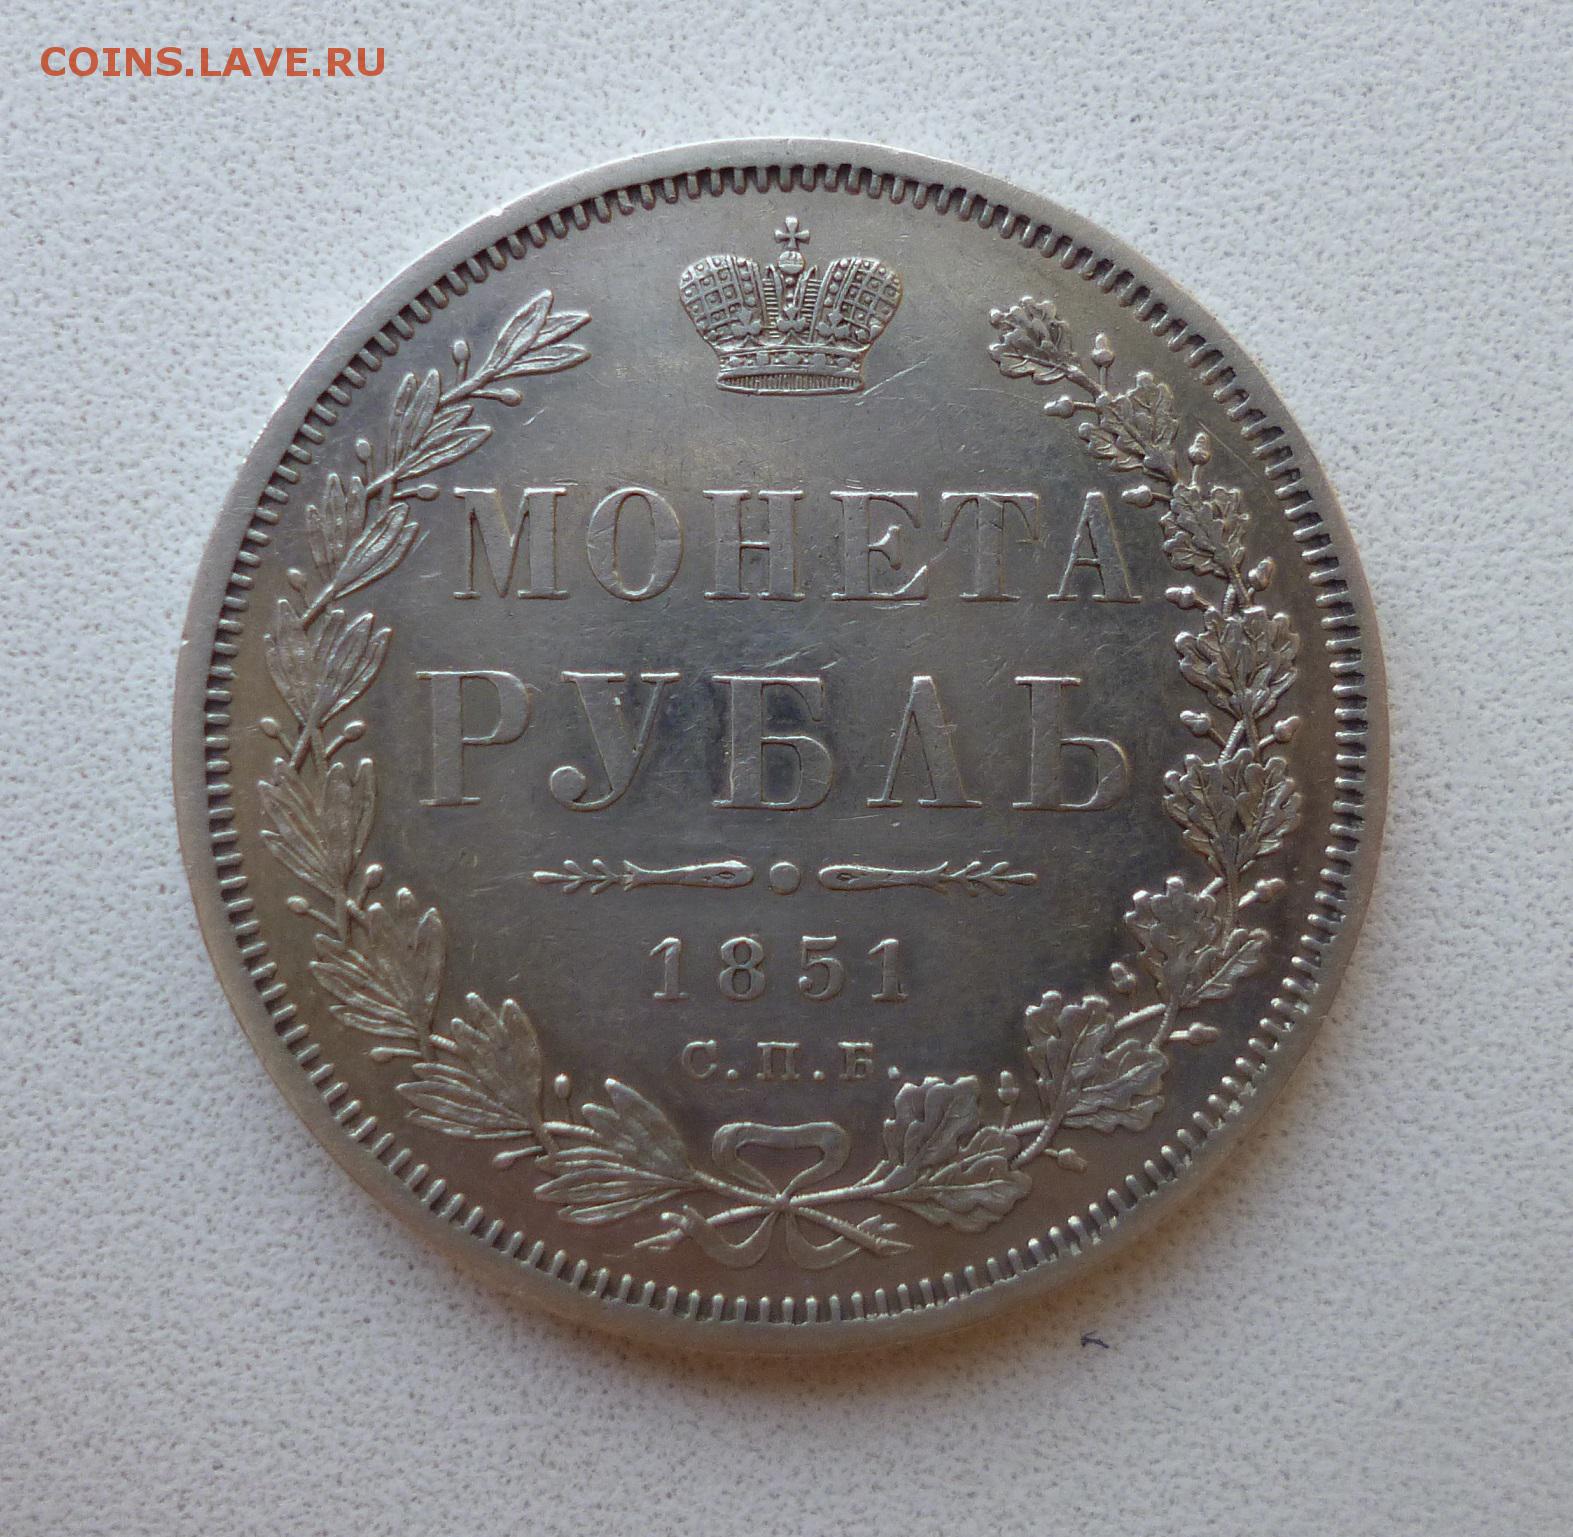 COINS.LAVE.RU
МОНЕТА
РУБЛЬ
1851
С.П.Б.